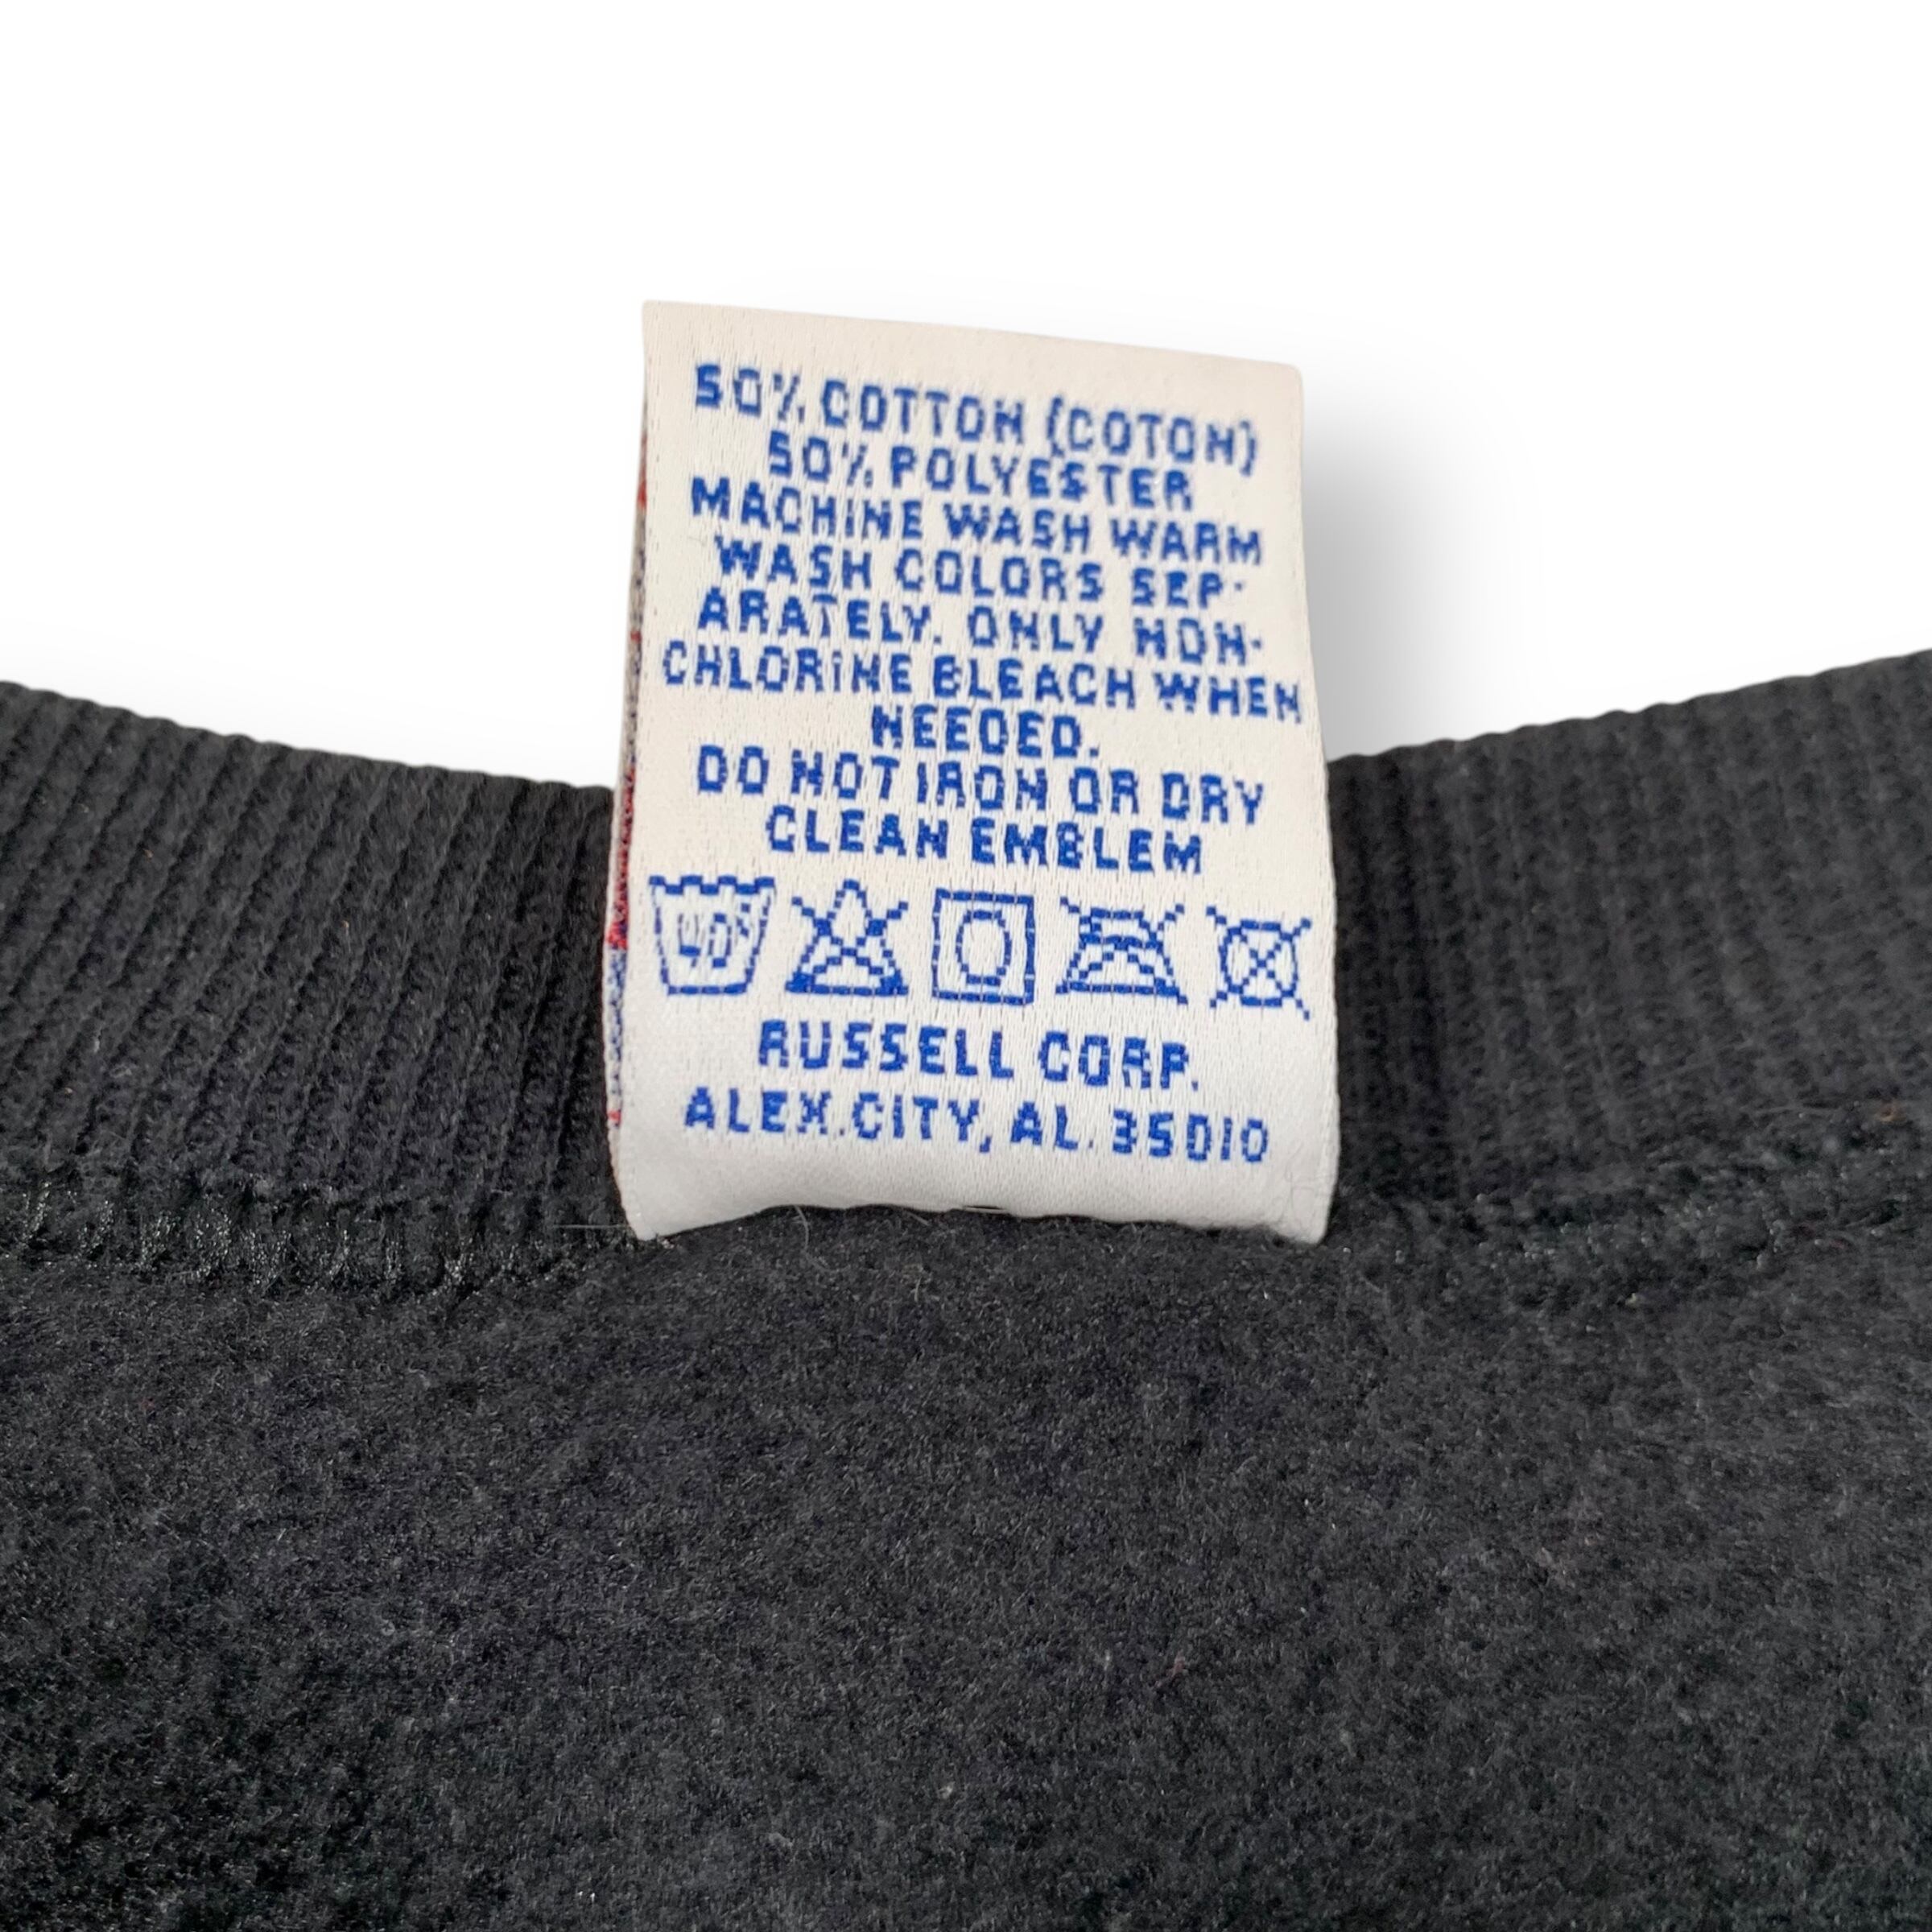 50% COTTON (COTON)
50% POLYESTER
MACHINE WASH WARM
WASH COLORS SEP-
ARATELY. ONLY NON-
CHLORINE BLEACH WHEN
NEEDED.
DO NOT IRON OR DRY
CLEAN EMBLEM
40°
RUSSELL CORP.
ALEX.CITY, AL. 35010